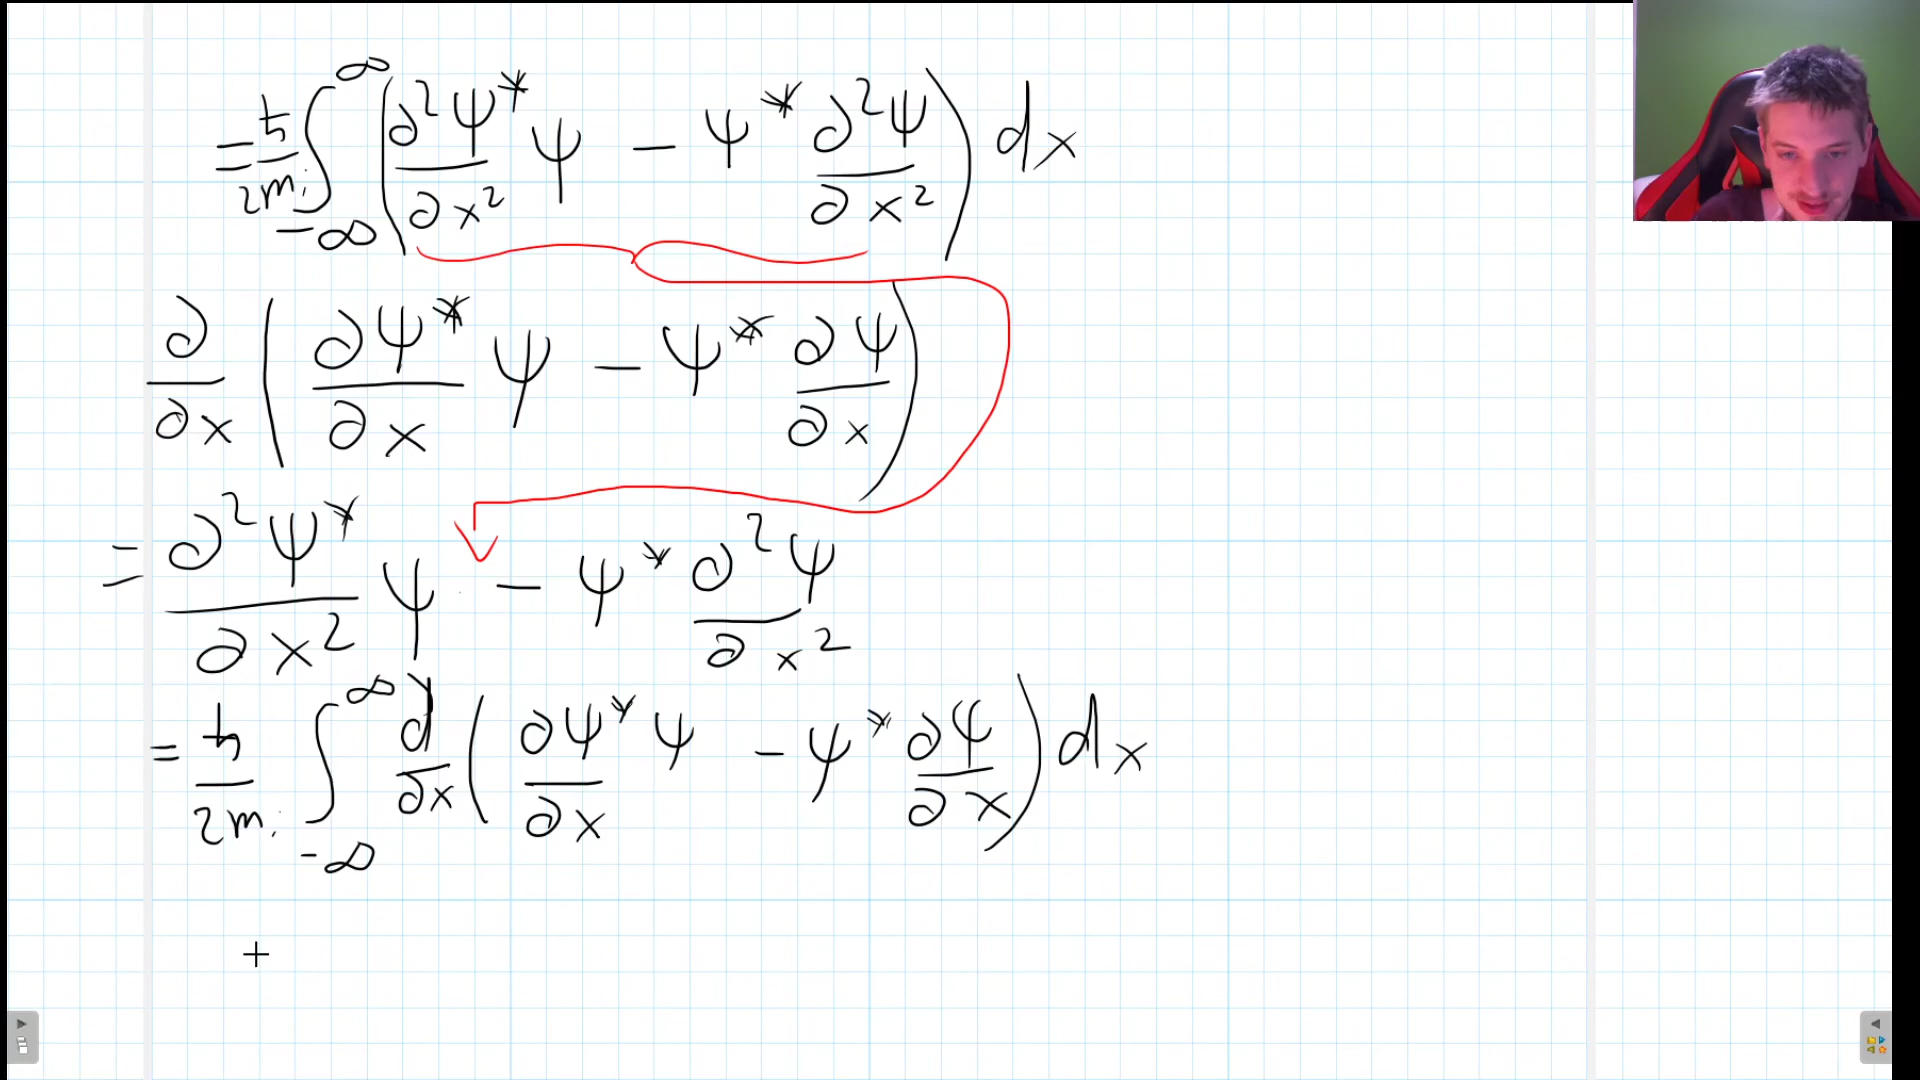 = ħ/2mi ∫_{-∞}^{∞} (∂²Ψ*/∂x² Ψ − Ψ* ∂²Ψ/∂x²) dx
∂/∂x (∂Ψ*/∂x Ψ − Ψ* ∂Ψ/∂x)
= ∂²Ψ*/∂x² Ψ − Ψ* ∂²Ψ/∂x²
= ħ/2mi ∫_{-∞}^{∞} d/∂x (∂Ψ*/∂x Ψ − Ψ* ∂Ψ/∂x) dx